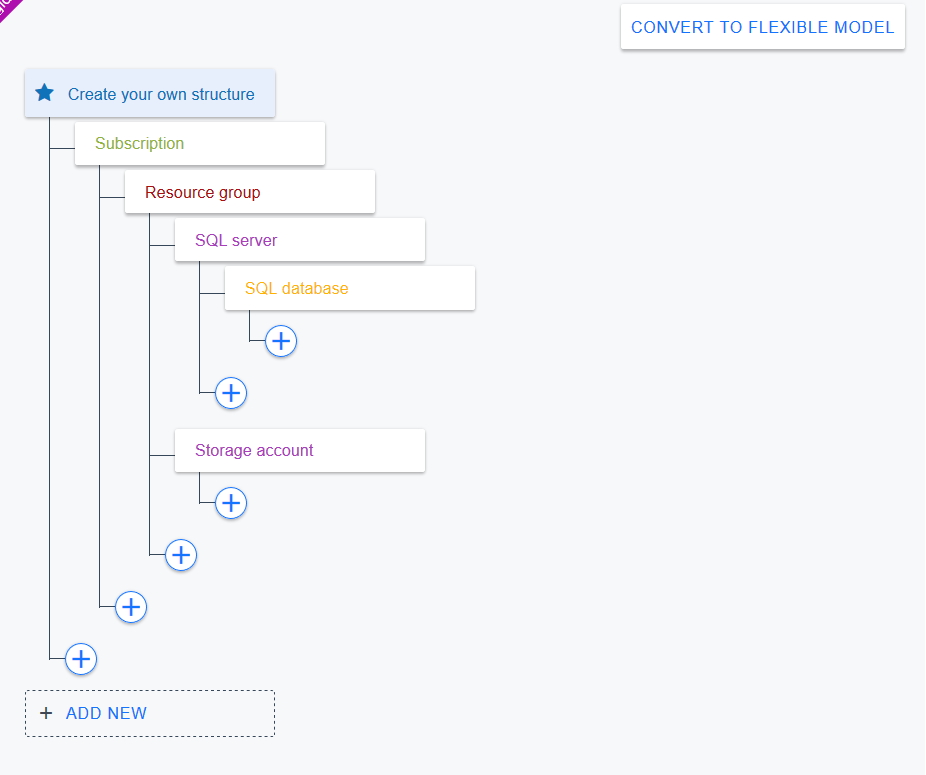 CONVERT TO FLEXIBLE MODEL
Create your own structure
Subscription
Resource group
SQL server
SQL database
Storage account
+ ADD NEW